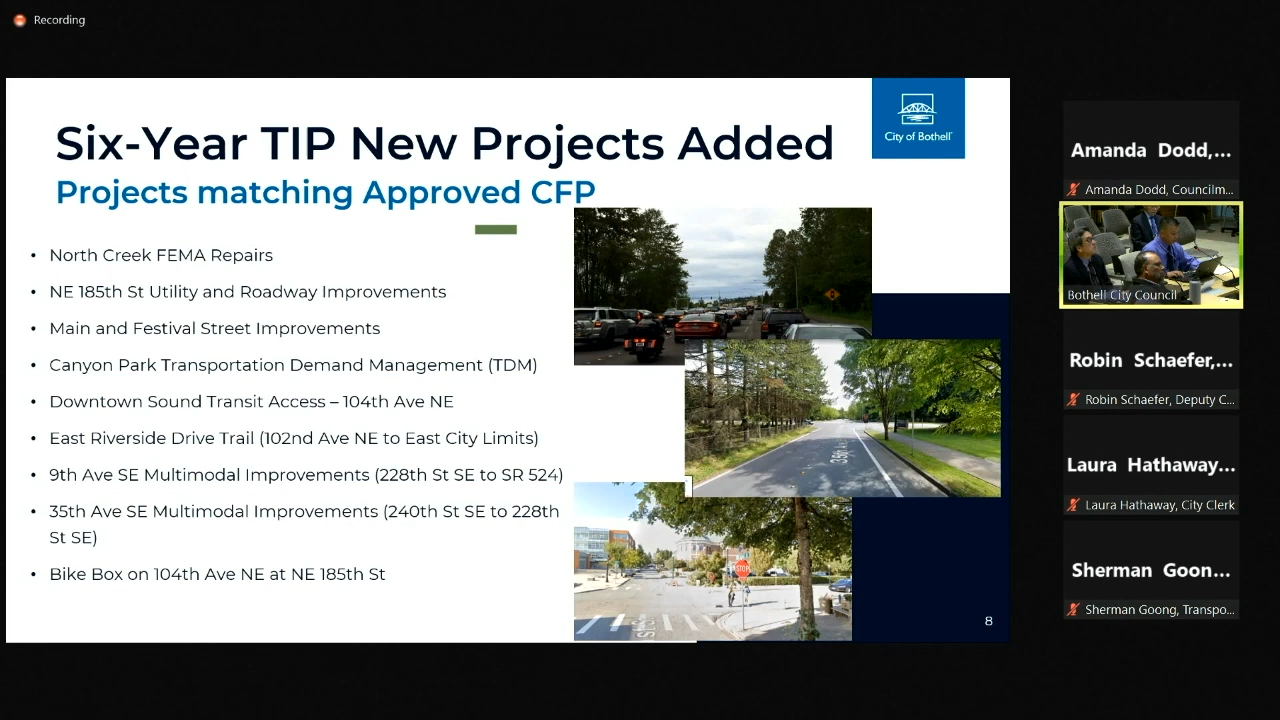 Recording
Six-Year TIP New Projects Added
Projects matching Approved CFP
City of Bothell
• North Creek FEMA Repairs
• NE 185th St Utility and Roadway Improvements
• Main and Festival Street Improvements
• Canyon Park Transportation Demand Management (TDM)
• Downtown Sound Transit Access – 104th Ave NE
• East Riverside Drive Trail (102nd Ave NE to East City Limits)
• 9th Ave SE Multimodal Improvements (228th St SE to SR 524)
• 35th Ave SE Multimodal Improvements (240th St SE to 228th
St SE)
• Bike Box on 104th Ave NE at NE 185th St
STOP
8
Amanda Dodd,...
Amanda Dodd, Councilm...
Bothell City Council
Robin Schaefer,...
Robin Schaefer, Deputy C...
Laura Hathaway...
Laura Hathaway, City Clerk
Sherman Goon...
Sherman Goong, Transpo...